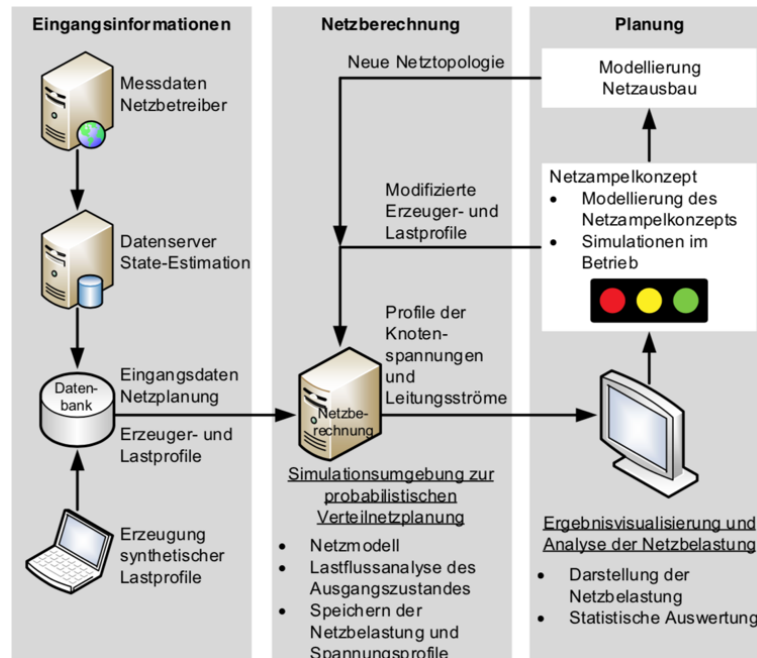 Eingangsinformationen
Messdaten
Netzbetreiber
Datenserver
State-Estimation
Daten-
bank
Eingangsdaten
Netzplanung
Erzeuger- und
Lastprofile
Erzeugung
synthetischer
Lastprofile
Netzberechnung
Neue Netztopologie
Modifizierte
Erzeuger- und
Lastprofile
Profile der
Knoten-
spannungen
und
Leitungsströme
Netzbe-
rechnung
Simulationsumgebung zur
probabilistischen
Verteilnetzplanung
• Netzmodell
• Lastflussanalyse des
Ausgangszustandes
• Speichern der
Netzbelastung und
Spannungsprofile
Planung
Modellierung
Netzausbau
Netzampelkonzept
• Modellierung des
Netzampelkonzepts
• Simulationen im
Betrieb
Ergebnisvisualisierung und
Analyse der Netzbelastung
• Darstellung der
Netzbelastung
• Statistische Auswertung